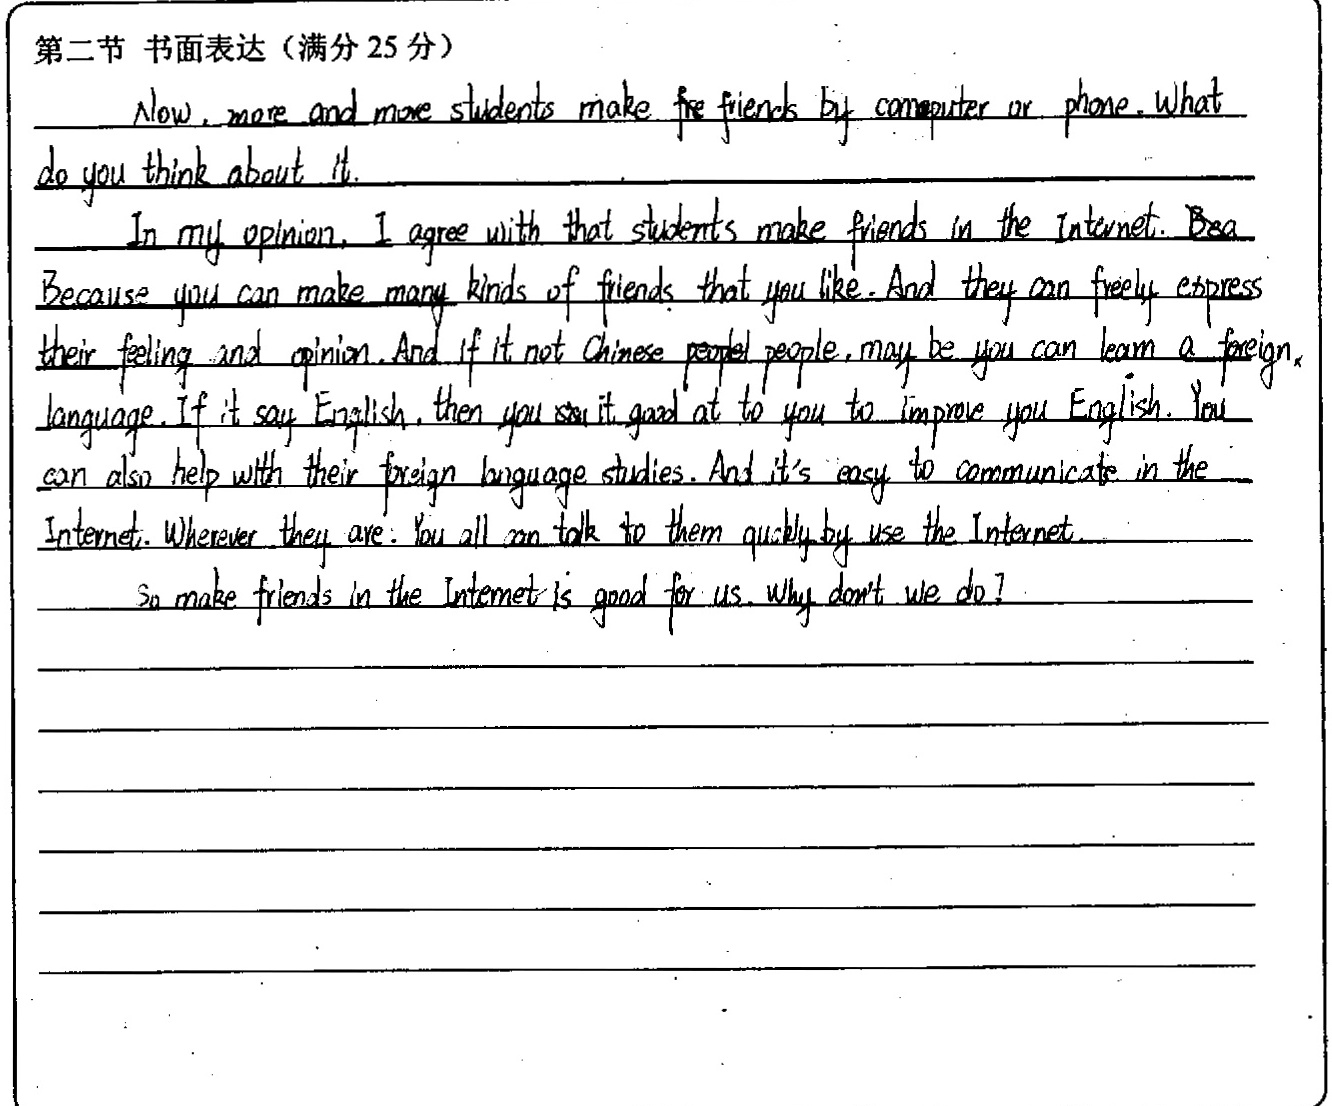 第二节 书面表达（满分 25 分）
Now, more and more students make friends by computer or phone. What
do you think about it.
In my opinion, I agree with that students make friends in the Internet. Bea
Because you can make many kinds of friends that you like. And they can freely express
their feeling and opinion. And if it not Chinese people, may be you can learn a foreign
language. If it say English, then you it good at to you to improve you English. You
can also help with their foreign language studies. And it's easy to communicate in the
Internet. Wherever they are. You all can talk to them quckly by use the Internet.
So make friends in the Internet is good for us. Why don't we do?